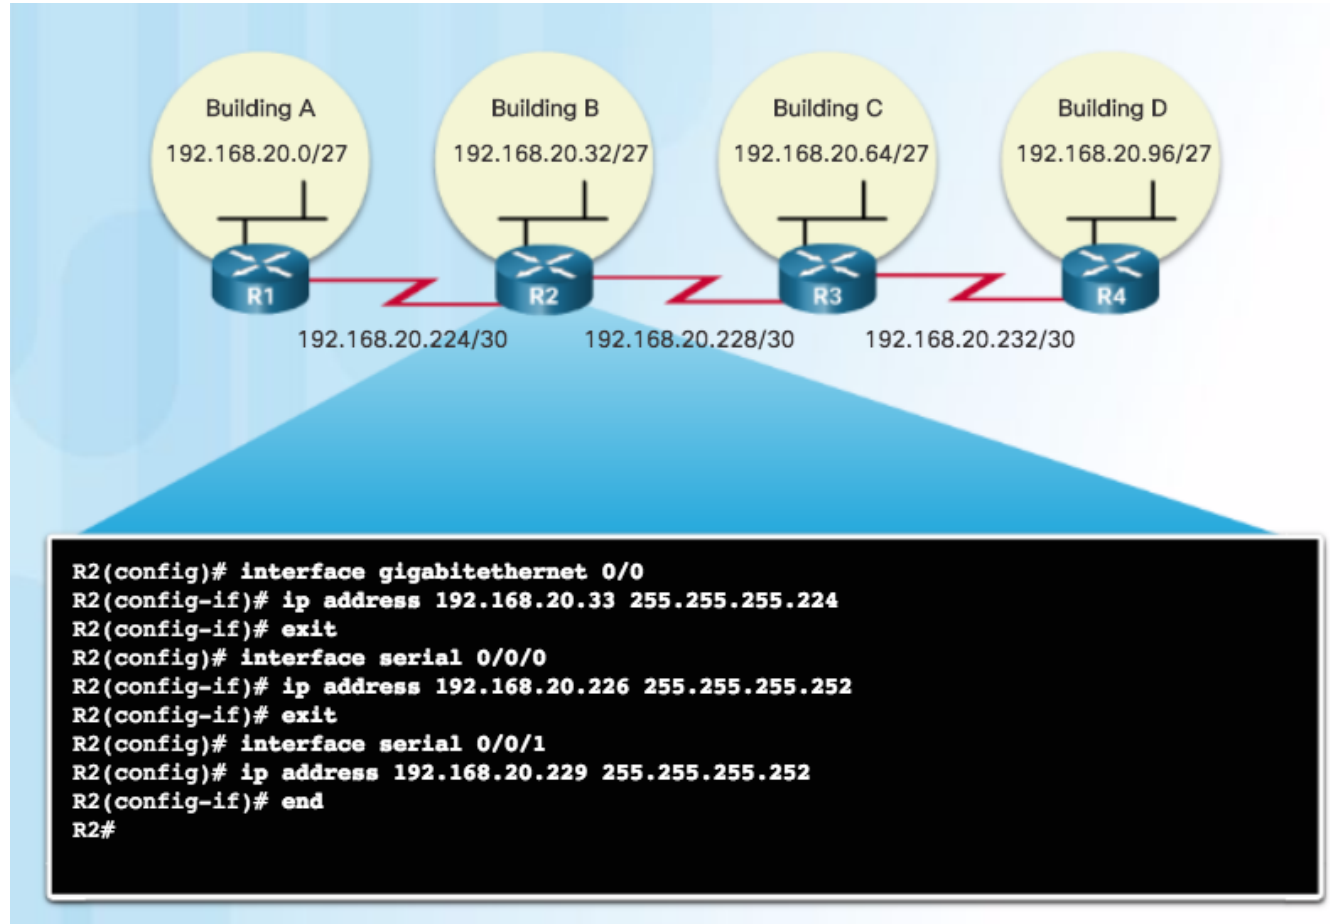 Building A
192.168.20.0/27
Building B
192.168.20.32/27
Building C
192.168.20.64/27
Building D
192.168.20.96/27
R1
R2
R3
R4
192.168.20.224/30
192.168.20.228/30
192.168.20.232/30
R2(config)# interface gigabitethernet 0/0
R2(config-if)# ip address 192.168.20.33 255.255.255.224
R2(config-if)# exit
R2(config)# interface serial 0/0/0
R2(config-if)# ip address 192.168.20.226 255.255.255.252
R2(config-if)# exit
R2(config)# interface serial 0/0/1
R2(config)# ip address 192.168.20.229 255.255.255.252
R2(config-if)# end
R2#